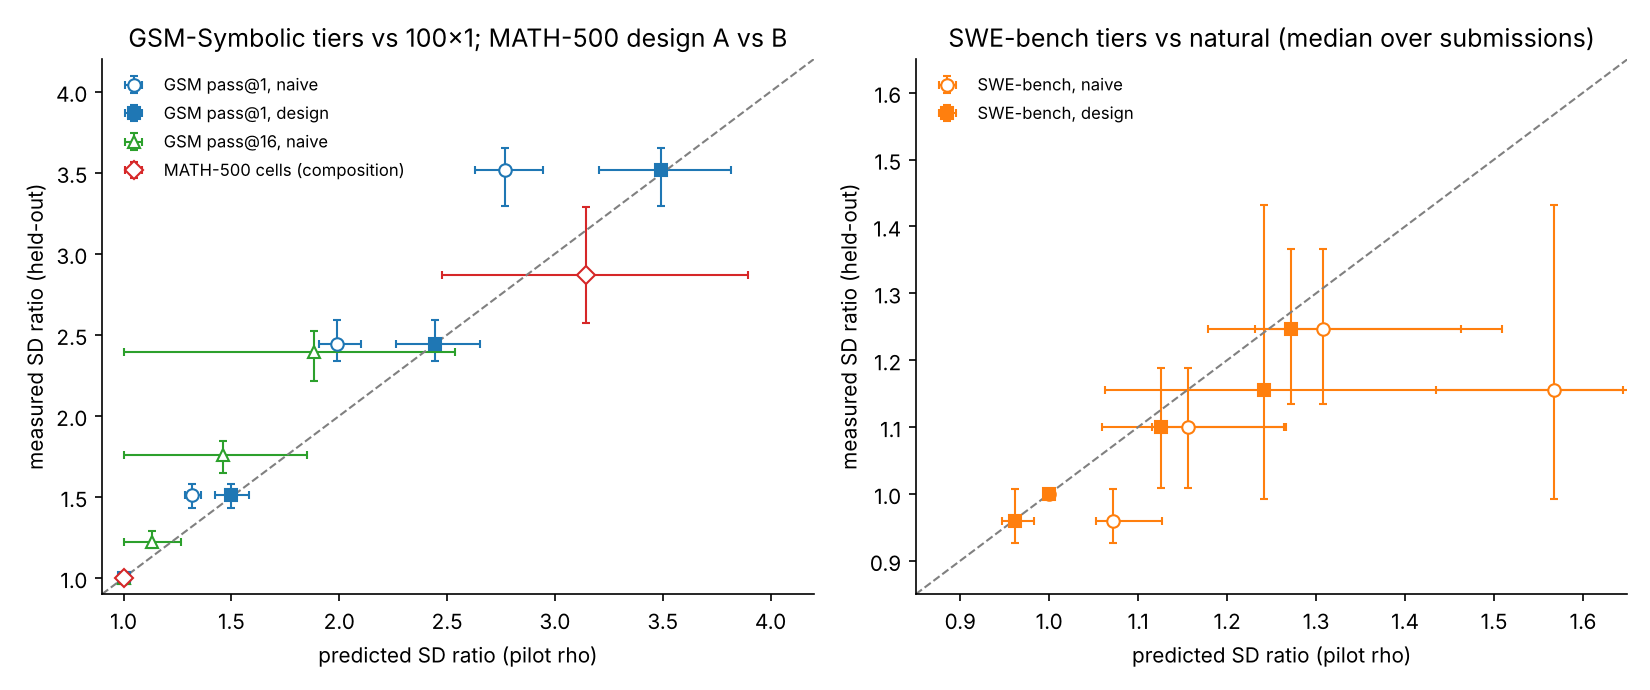 GSM-Symbolic tiers vs 100×1; MATH-500 design A vs B
GSM pass@1, naive
GSM pass@1, design
GSM pass@16, naive
MATH-500 cells (composition)
measured SD ratio (held-out)
4.0
3.5
3.0
2.5
2.0
1.5
1.0
1.0 1.5 2.0 2.5 3.0 3.5 4.0
predicted SD ratio (pilot rho)
SWE-bench tiers vs natural (median over submissions)
SWE-bench, naive
SWE-bench, design
measured SD ratio (held-out)
1.6
1.5
1.4
1.3
1.2
1.1
1.0
0.9
0.9 1.0 1.1 1.2 1.3 1.4 1.5 1.6
predicted SD ratio (pilot rho)